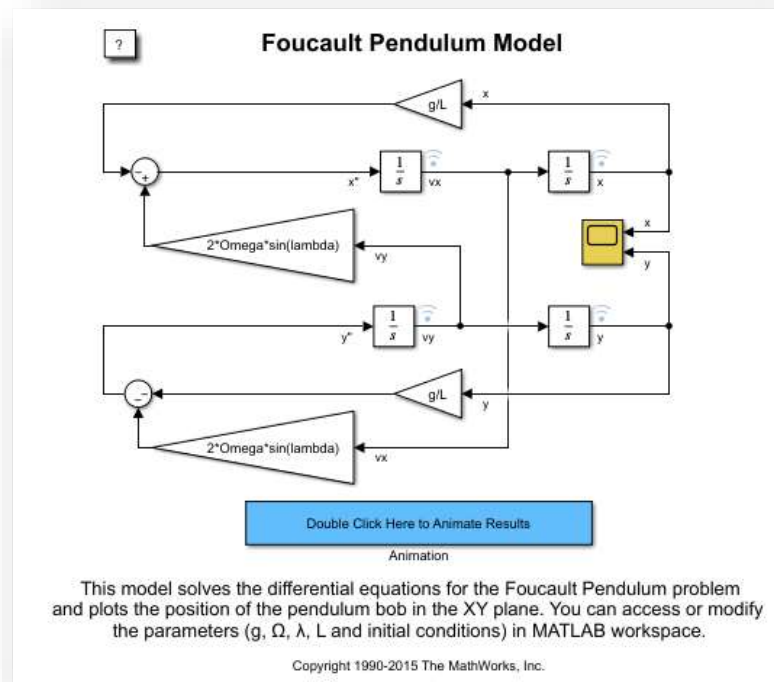 ?
Foucault Pendulum Model
g/L
x
-
+
x"
1
s
vx
1
s
x
2*Omega*sin(lambda)
vy
x
y
y"
1
s
vy
1
s
y
-
-
g/L
y
2*Omega*sin(lambda)
vx
Double Click Here to Animate Results
Animation
This model solves the differential equations for the Foucault Pendulum problem
and plots the position of the pendulum bob in the XY plane. You can access or modify
the parameters (g, Ω, λ, L and initial conditions) in MATLAB workspace.
Copyright 1990-2015 The MathWorks, Inc.